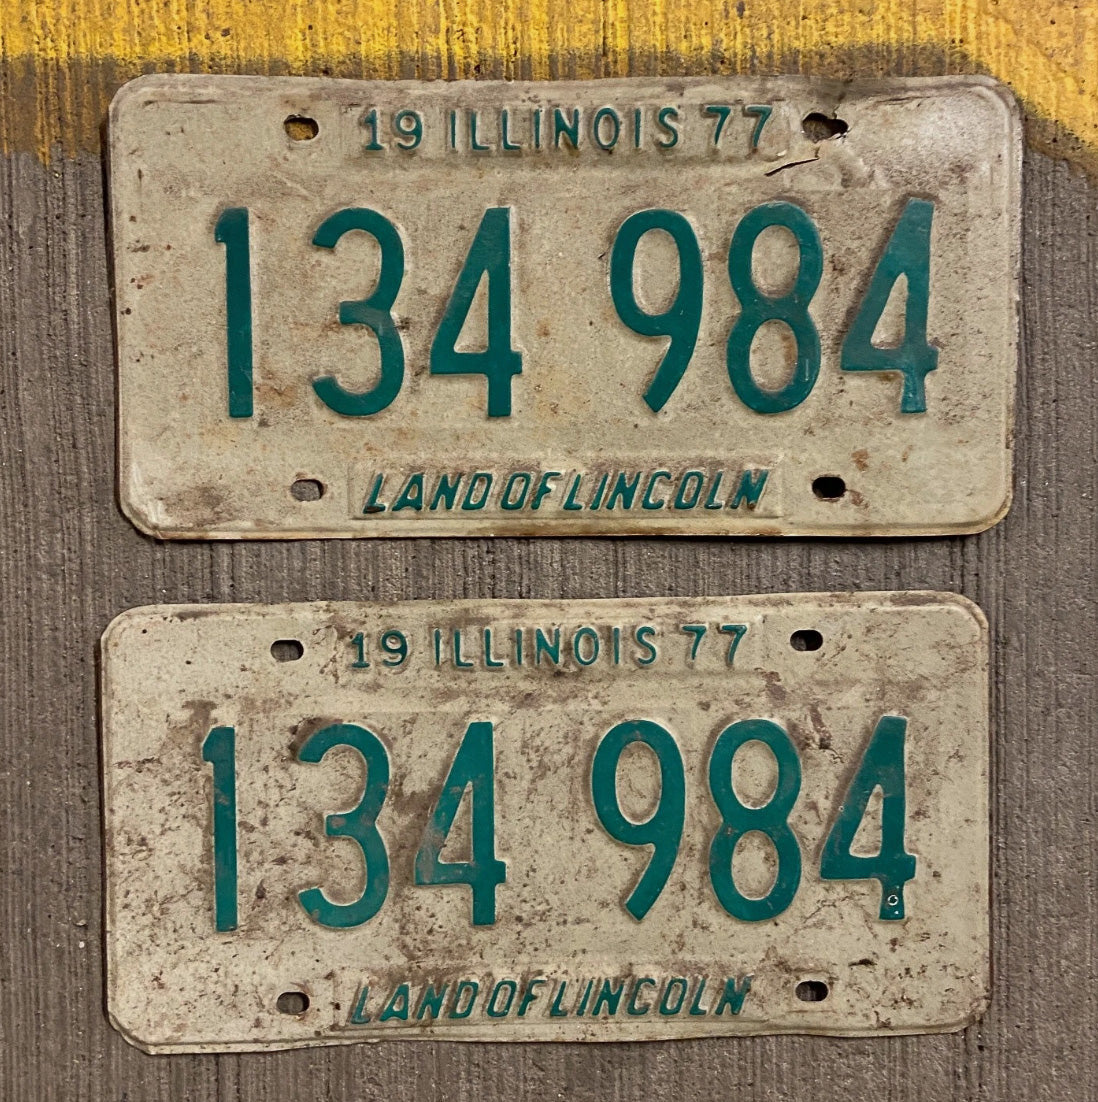 19 ILLINOIS 77
134 984
LAND OF LINCOLN
19 ILLINOIS 77
134 984
LAND OF LINCOLN